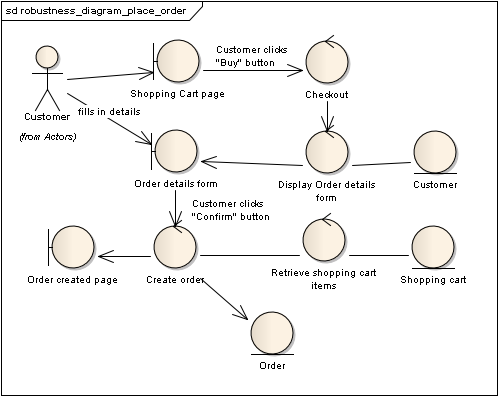 sd robustness_diagram_place_order
Customer clicks
"Buy" button
Shopping Cart page
Checkout
Customer
fills in details
(from Actors)
Order details form
Display Order details
form
Customer
Customer clicks
"Confirm" button
Order created page
Create order
Retrieve shopping cart
items
Shopping cart
Order